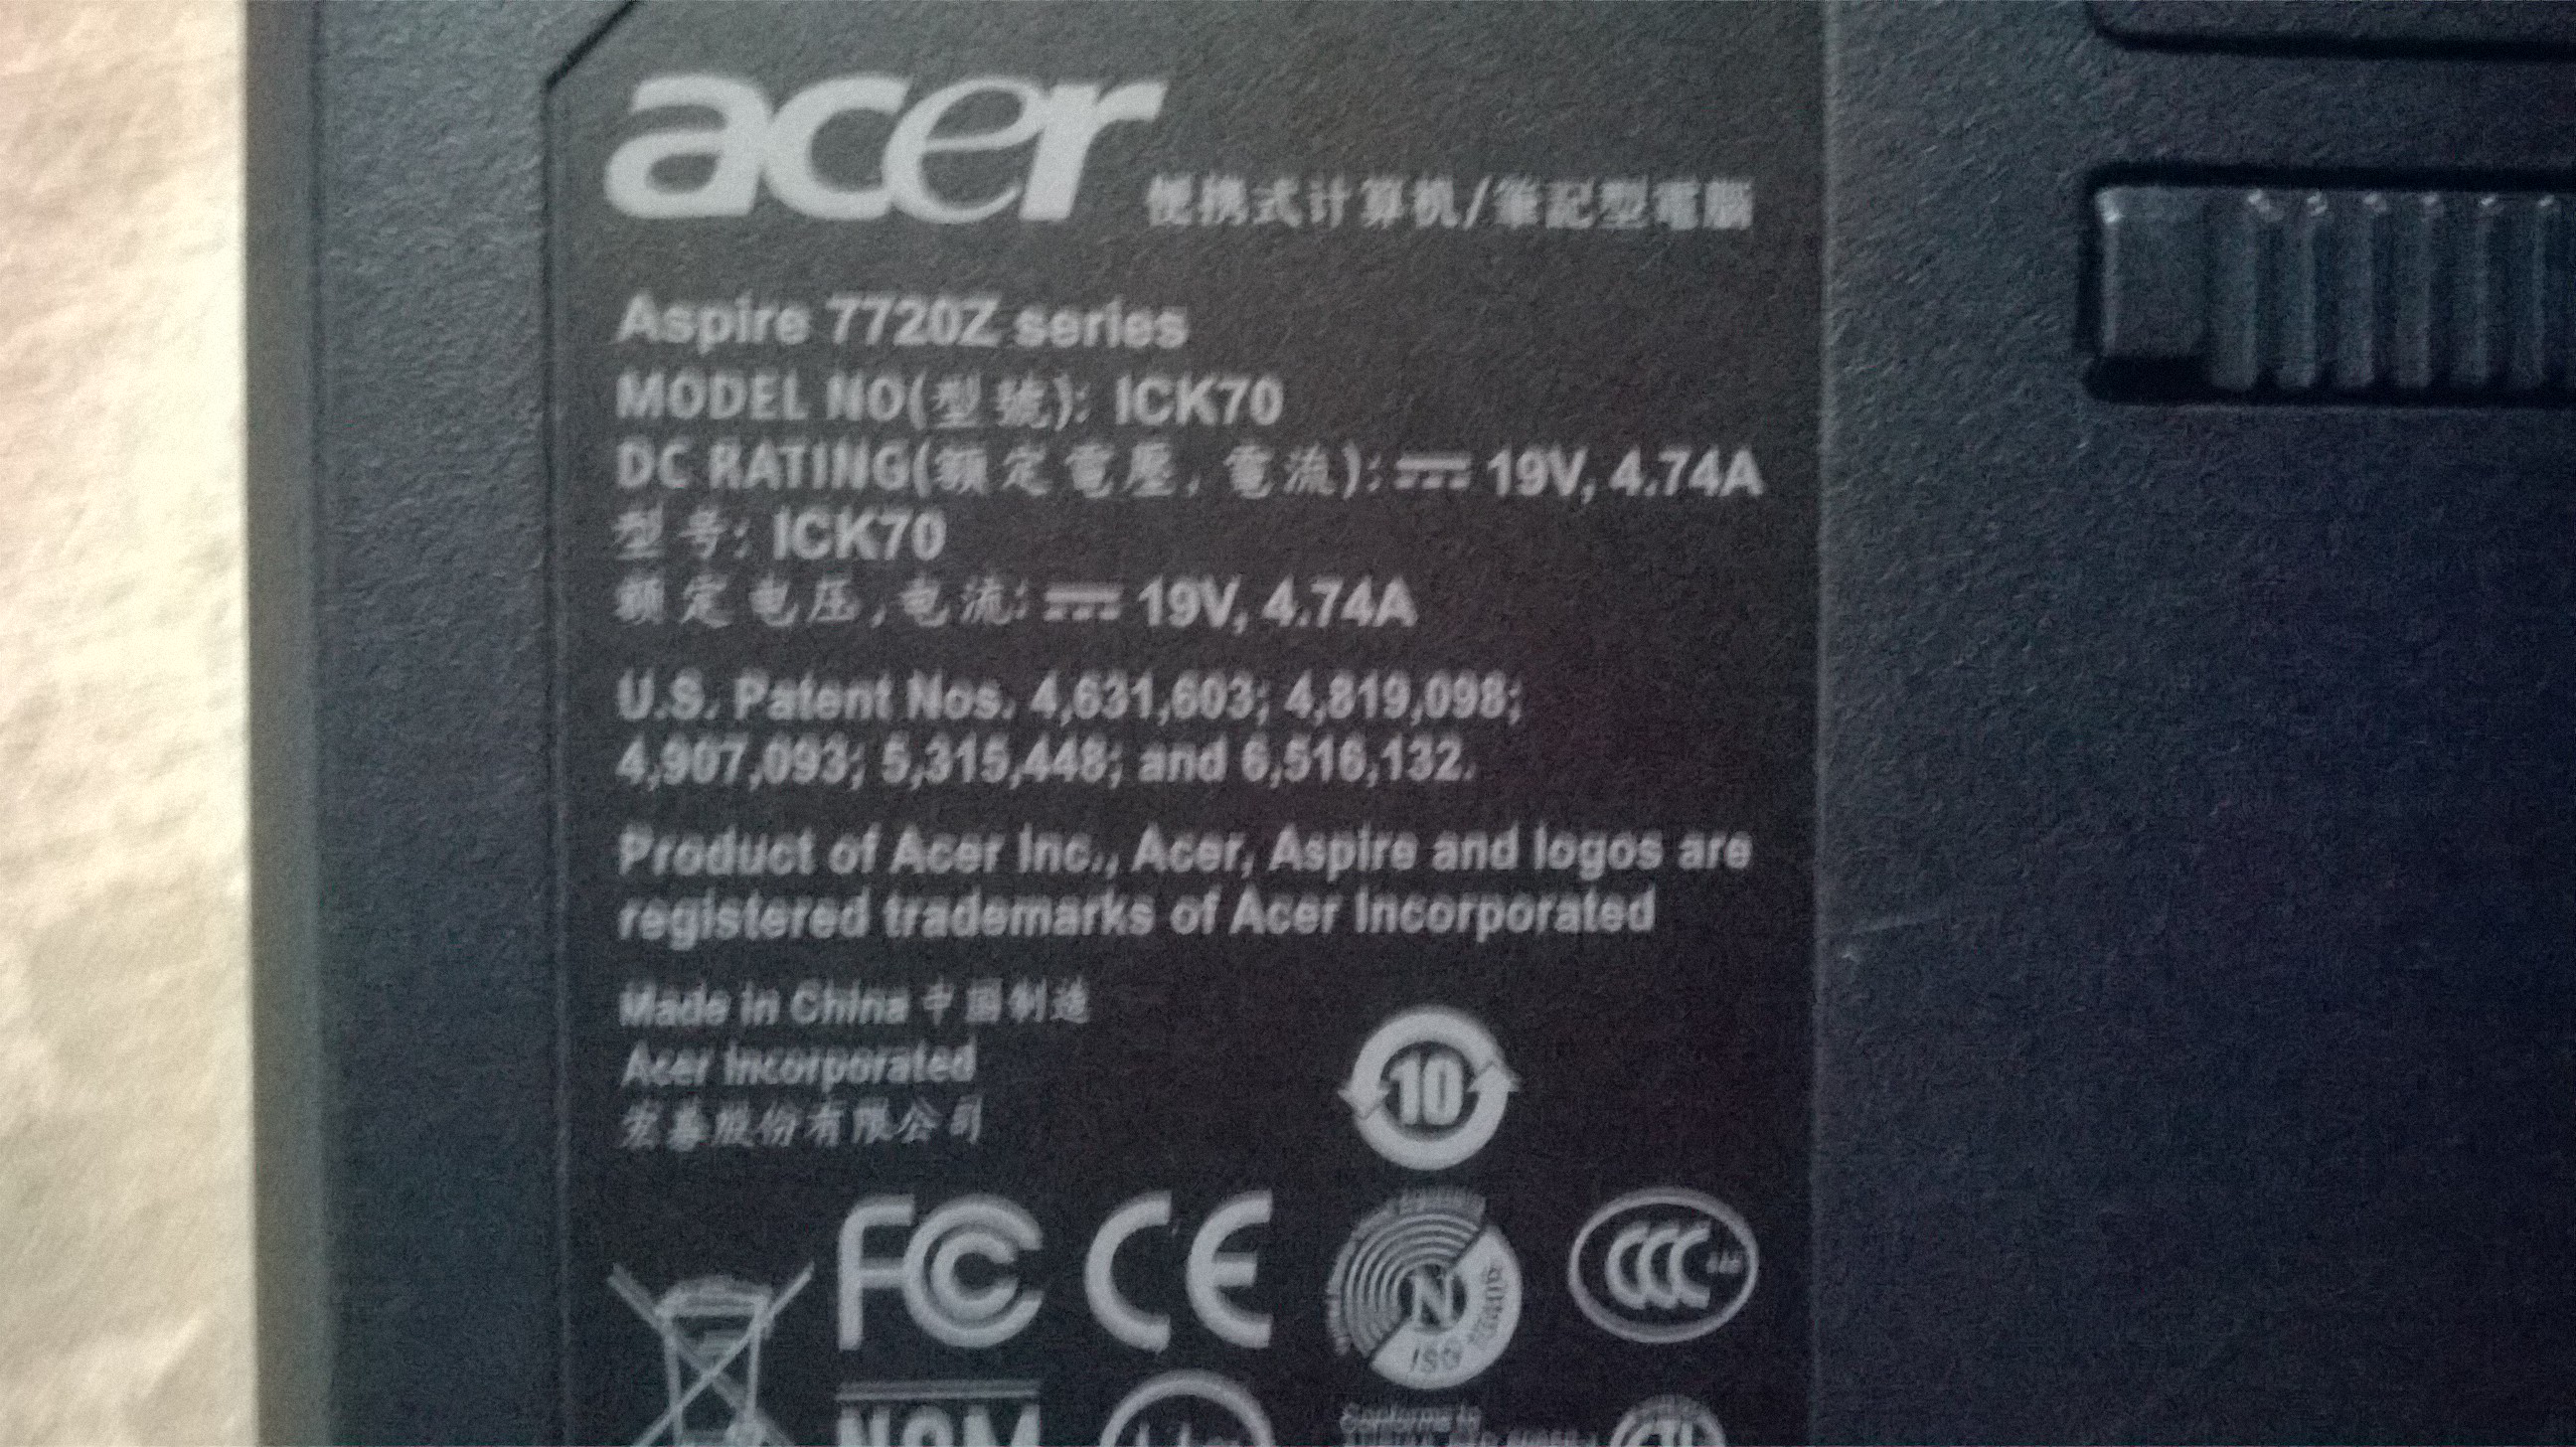 acer 便携式计算机/筆記型電腦
Aspire 7720Z series
MODEL NO(型號): ICK70
DC RATING(額定電壓, 電流): ⎓ 19V, 4.74A
型号: ICK70
额定电压,电流: ⎓ 19V, 4.74A
U.S. Patent Nos. 4,631,603; 4,819,098;
4,907,093; 5,315,448; and 6,516,132.
Product of Acer Inc., Acer, Aspire and logos are
registered trademarks of Acer Incorporated
Made in China 中国制造
Acer Incorporated
宏碁股份有限公司
10
FC CE N ISO CCC
NOM
Conforms to